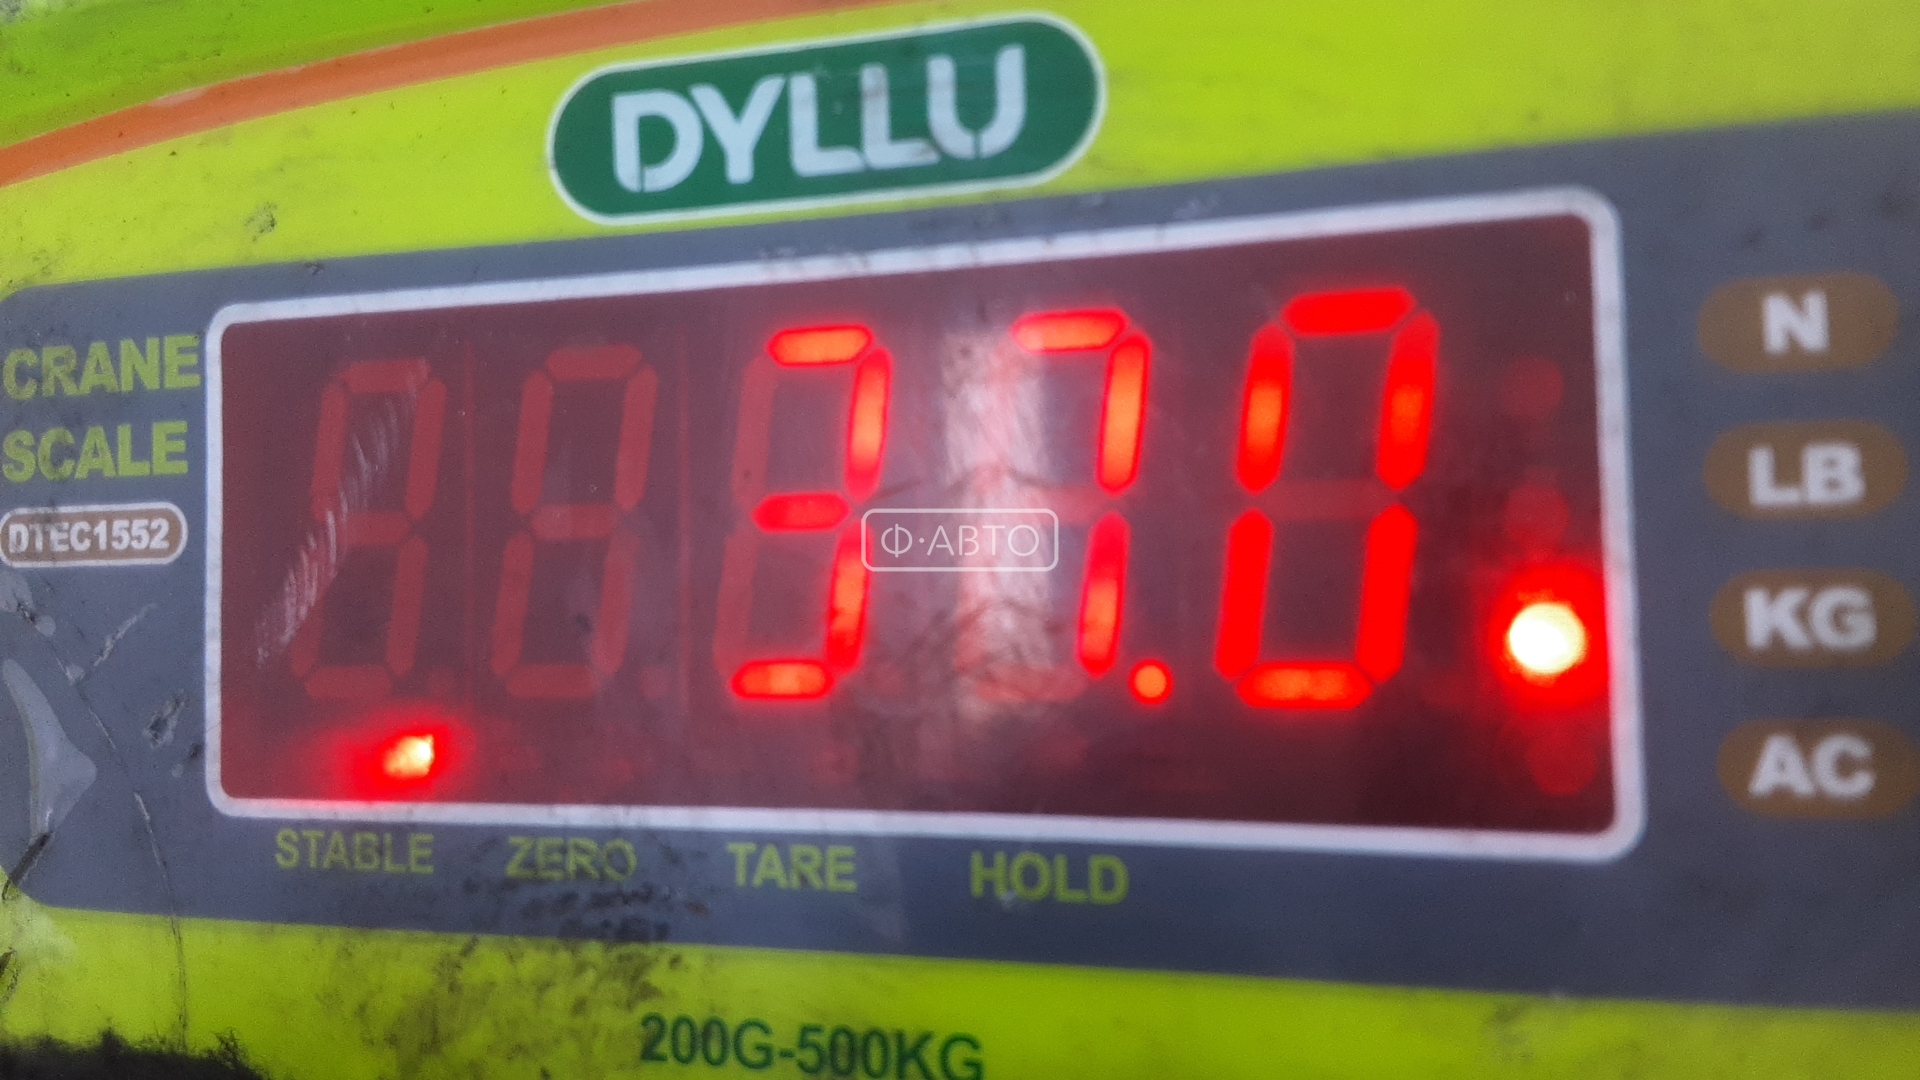 DYLLU
CRANE
SCALE
DTEC1552
37.0
N
LB
KG
AC
Ф·АВТО
STABLE ZERO TARE HOLD
200G-500KG